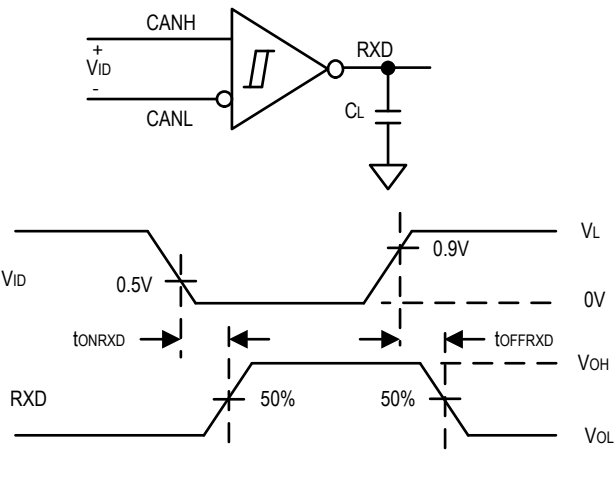 CANH
RXD
+
VID
-
CL
CANL
VL
0.9V
VID
0.5V
0V
tONRXD
tOFFRXD
VOH
RXD
50%
50%
VOL